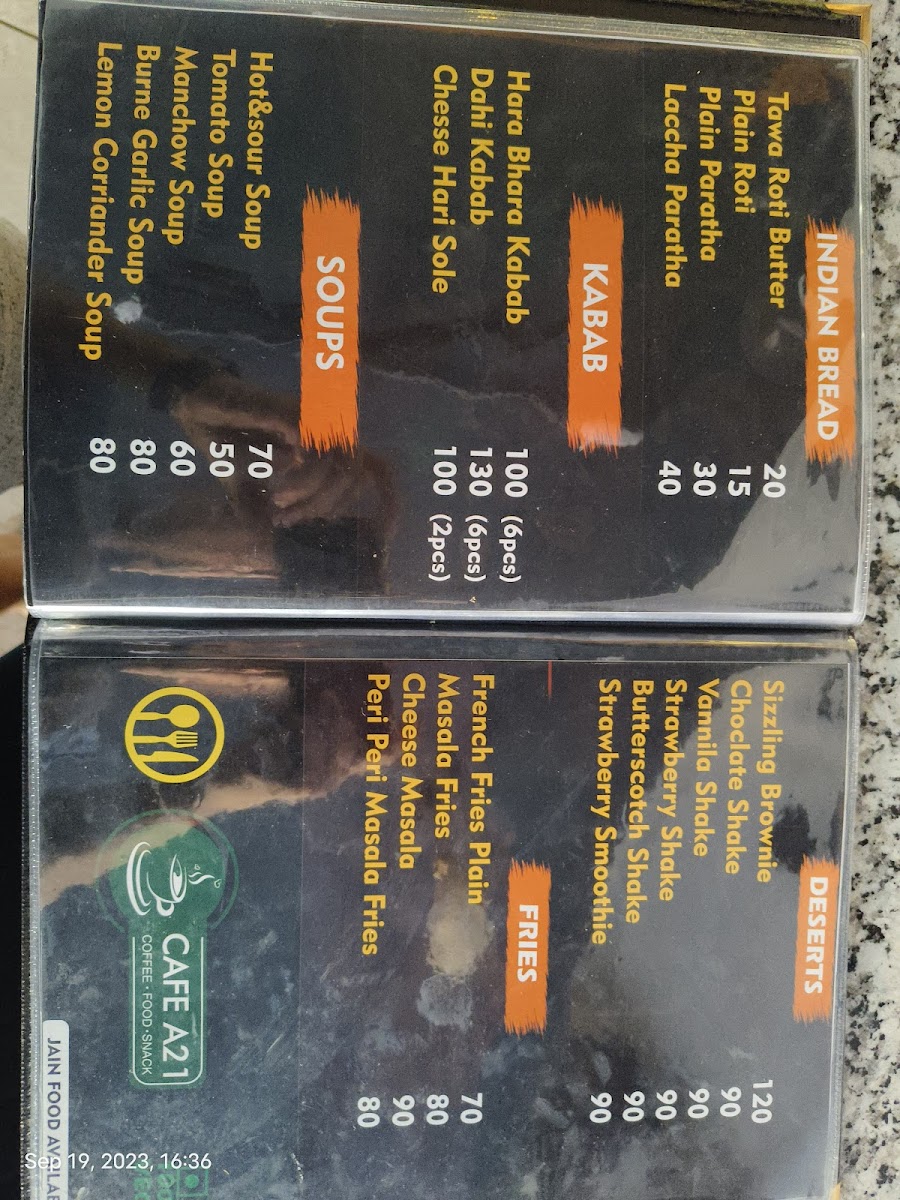 INDIAN BREAD
Tawa Roti Butter 20
Plain Roti 15
Plain Paratha 30
Laccha Paratha 40
KABAB
Hara Bhara Kabab 100 (6pcs)
Dahi Kabab 130 (6pcs)
Chesse Hari Sole 100 (2pcs)
SOUPS
Hot&sour Soup 70
Tomato Soup 50
Manchow Soup 60
Burne Garlic Soup 80
Lemon Corriander Soup 80
DESERTS
Sizzling Brownie 120
Choclate Shake 90
Vannila Shake 90
Strawberry Shake 90
Butterscotch Shake 90
Strawberry Smoothie 90
FRIES
French Fries Plain 70
Masala Fries 80
Cheese Masala 90
Peri Peri Masala Fries 80
CAFE A21
COFFEE · FOOD · SNACK
JAIN FOOD
Sep 19, 2023, 16:36